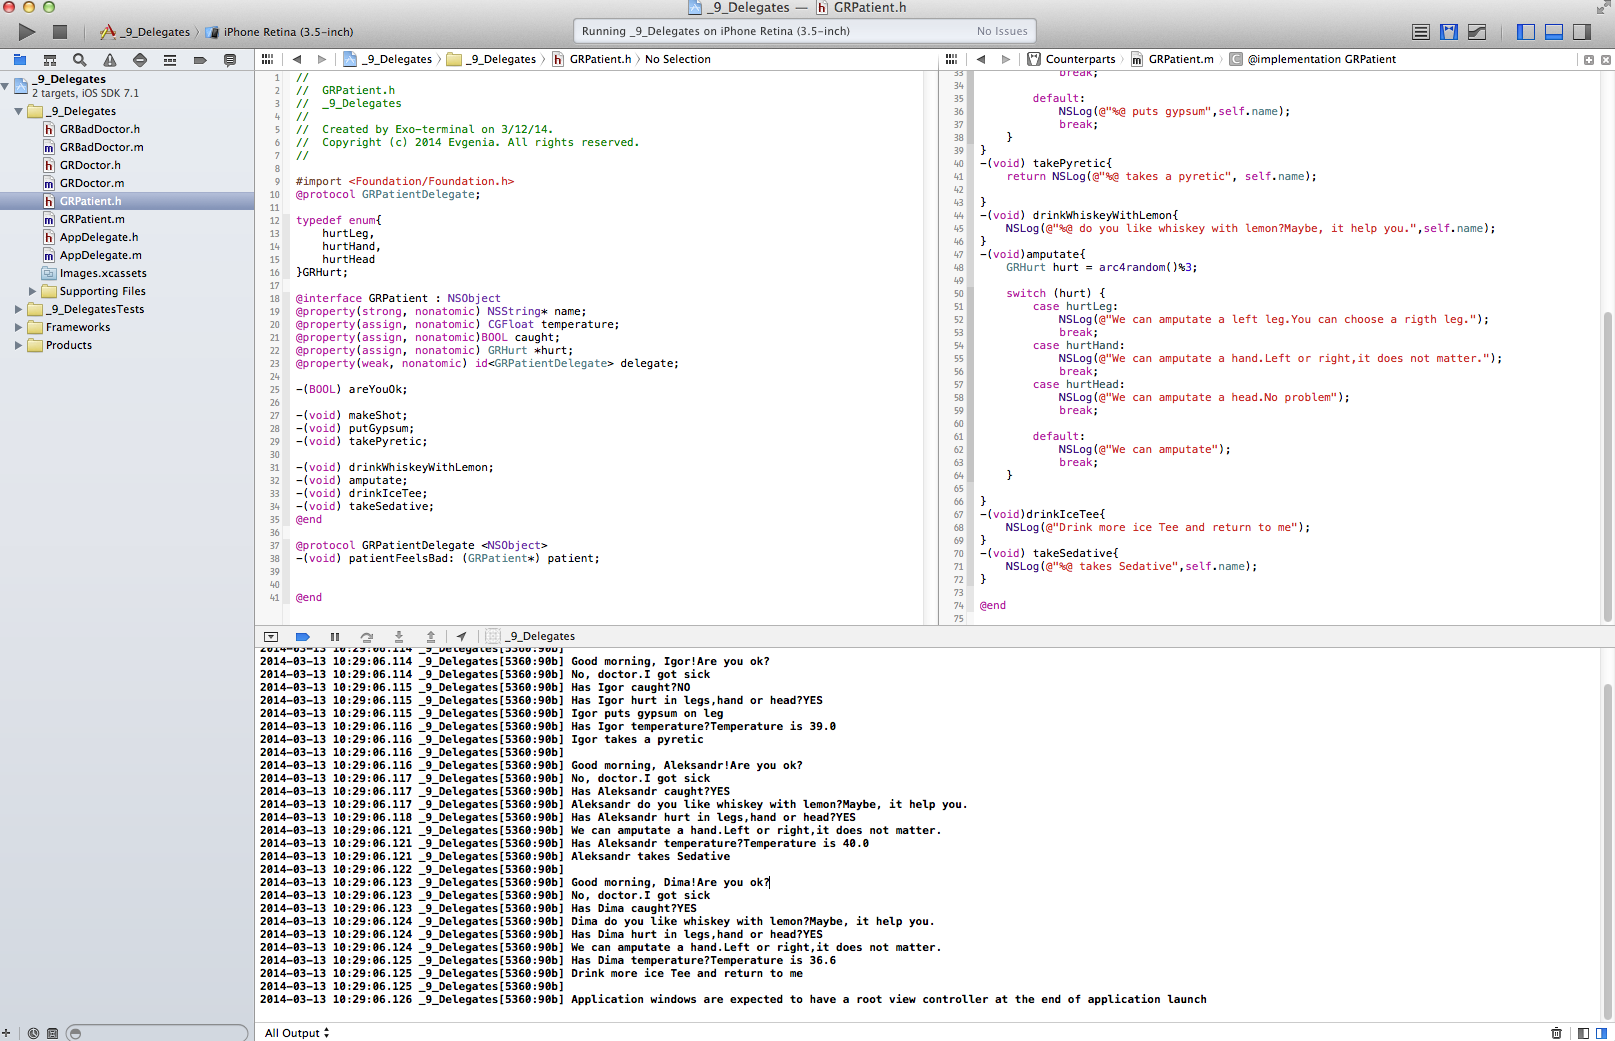 _9_Delegates — GRPatient.h
_9_Delegates iPhone Retina (3.5-inch)
Running _9_Delegates on iPhone Retina (3.5-inch) No Issues
_9_Delegates
2 targets, iOS SDK 7.1
_9_Delegates
GRBadDoctor.h
GRBadDoctor.m
GRDoctor.h
GRDoctor.m
GRPatient.h
GRPatient.m
AppDelegate.h
AppDelegate.m
Images.xcassets
Supporting Files
_9_DelegatesTests
Frameworks
Products
_9_Delegates _9_Delegates GRPatient.h No Selection
1 //
2 //  GRPatient.h
3 //  _9_Delegates
4 //
5 //  Created by Exo-terminal on 3/12/14.
6 //  Copyright (c) 2014 Evgenia. All rights reserved.
7 //
8
9 #import <Foundation/Foundation.h>
10 @protocol GRPatientDelegate;
11
12 typedef enum{
13     hurtLeg,
14     hurtHand,
15     hurtHead
16 }GRHurt;
17
18 @interface GRPatient : NSObject
19 @property(strong, nonatomic) NSString* name;
20 @property(assign, nonatomic) CGFloat temperature;
21 @property(assign, nonatomic)BOOL caught;
22 @property(assign, nonatomic) GRHurt *hurt;
23 @property(weak, nonatomic) id<GRPatientDelegate> delegate;
24
25 -(BOOL) areYouOk;
26
27 -(void) makeShot;
28 -(void) putGypsum;
29 -(void) takePyretic;
30
31 -(void) drinkWhiskeyWithLemon;
32 -(void) amputate;
33 -(void) drinkIceTee;
34 -(void) takeSedative;
35 @end
36
37 @protocol GRPatientDelegate <NSObject>
38 -(void) patientFeelsBad: (GRPatient*) patient;
39
40
41 @end
Counterparts GRPatient.m @implementation GRPatient
33             break;
34
35         default:
36             NSLog(@"%@ puts gypsum",self.name);
37             break;
38     }
39 }
40 -(void) takePyretic{
41     return NSLog(@"%@ takes a pyretic", self.name);
42
43 }
44 -(void) drinkWhiskeyWithLemon{
45     NSLog(@"%@ do you like whiskey with lemon?Maybe, it help you.",self.name);
46 }
47 -(void)amputate{
48     GRHurt hurt = arc4random()%3;
49
50     switch (hurt) {
51         case hurtLeg:
52             NSLog(@"We can amputate a left leg.You can choose a rigth leg.");
53             break;
54         case hurtHand:
55             NSLog(@"We can amputate a hand.Left or right,it does not matter.");
56             break;
57         case hurtHead:
58             NSLog(@"We can amputate a head.No problem");
59             break;
60
61         default:
62             NSLog(@"We can amputate");
63             break;
64     }
65
66 }
67 -(void)drinkIceTee{
68     NSLog(@"Drink more ice Tee and return to me");
69 }
70 -(void) takeSedative{
71     NSLog(@"%@ takes Sedative",self.name);
72 }
73
74 @end
75
_9_Delegates
2014-03-13 10:29:06.114 _9_Delegates[5360:90b]
2014-03-13 10:29:06.114 _9_Delegates[5360:90b] Good morning, Igor!Are you ok?
2014-03-13 10:29:06.114 _9_Delegates[5360:90b] No, doctor.I got sick
2014-03-13 10:29:06.115 _9_Delegates[5360:90b] Has Igor caught?NO
2014-03-13 10:29:06.115 _9_Delegates[5360:90b] Has Igor hurt in legs,hand or head?YES
2014-03-13 10:29:06.115 _9_Delegates[5360:90b] Igor puts gypsum on leg
2014-03-13 10:29:06.116 _9_Delegates[5360:90b] Has Igor temperature?Temperature is 39.0
2014-03-13 10:29:06.116 _9_Delegates[5360:90b] Igor takes a pyretic
2014-03-13 10:29:06.116 _9_Delegates[5360:90b]
2014-03-13 10:29:06.116 _9_Delegates[5360:90b] Good morning, Aleksandr!Are you ok?
2014-03-13 10:29:06.117 _9_Delegates[5360:90b] No, doctor.I got sick
2014-03-13 10:29:06.117 _9_Delegates[5360:90b] Has Aleksandr caught?YES
2014-03-13 10:29:06.117 _9_Delegates[5360:90b] Aleksandr do you like whiskey with lemon?Maybe, it help you.
2014-03-13 10:29:06.118 _9_Delegates[5360:90b] Has Aleksandr hurt in legs,hand or head?YES
2014-03-13 10:29:06.121 _9_Delegates[5360:90b] We can amputate a hand.Left or right,it does not matter.
2014-03-13 10:29:06.121 _9_Delegates[5360:90b] Has Aleksandr temperature?Temperature is 40.0
2014-03-13 10:29:06.121 _9_Delegates[5360:90b] Aleksandr takes Sedative
2014-03-13 10:29:06.122 _9_Delegates[5360:90b]
2014-03-13 10:29:06.123 _9_Delegates[5360:90b] Good morning, Dima!Are you ok?
2014-03-13 10:29:06.123 _9_Delegates[5360:90b] No, doctor.I got sick
2014-03-13 10:29:06.123 _9_Delegates[5360:90b] Has Dima caught?YES
2014-03-13 10:29:06.124 _9_Delegates[5360:90b] Dima do you like whiskey with lemon?Maybe, it help you.
2014-03-13 10:29:06.124 _9_Delegates[5360:90b] Has Dima hurt in legs,hand or head?YES
2014-03-13 10:29:06.124 _9_Delegates[5360:90b] We can amputate a hand.Left or right,it does not matter.
2014-03-13 10:29:06.125 _9_Delegates[5360:90b] Has Dima temperature?Temperature is 36.6
2014-03-13 10:29:06.125 _9_Delegates[5360:90b] Drink more ice Tee and return to me
2014-03-13 10:29:06.125 _9_Delegates[5360:90b]
2014-03-13 10:29:06.126 _9_Delegates[5360:90b] Application windows are expected to have a root view controller at the end of application launch
All Output